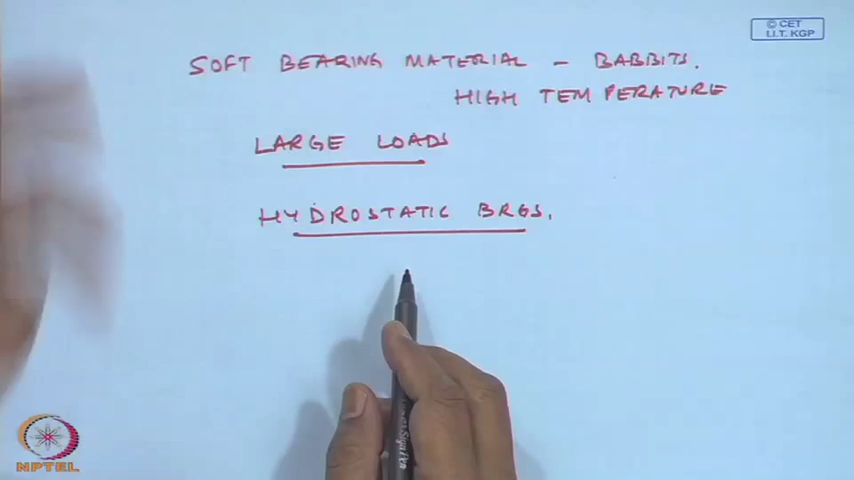 © CET
I.I.T. KGP
SOFT BEARING MATERIAL - BABBITS.
HIGH TEMPERATURE
LARGE LOADS
HYDROSTATIC BRGS.
NPTEL